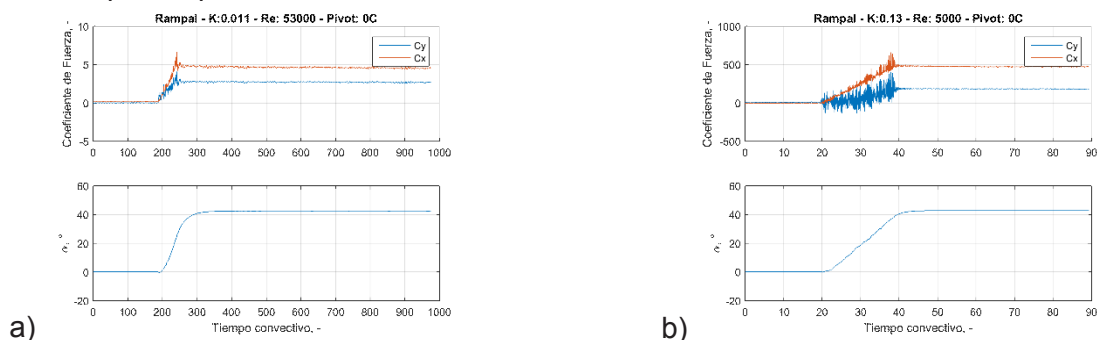 Rampai - K:0.011 - Re: 53000 - Pivot: 0C
Coeficiente de Fuerza, -
10
5
0
-5
Cy
Cx
0 100 200 300 400 500 600 700 800 900 1000
α, °
60
40
20
0
-20
0 100 200 300 400 500 600 700 800 900 1000
Tiempo convectivo, -
a)
Rampai - K:0.13 - Re: 5000 - Pivot: 0C
Coeficiente de Fuerza, -
1000
500
0
-500
Cy
Cx
0 10 20 30 40 50 60 70 80 90
α, °
60
40
20
0
-20
0 10 20 30 40 50 60 70 80 90
Tiempo convectivo, -
b)